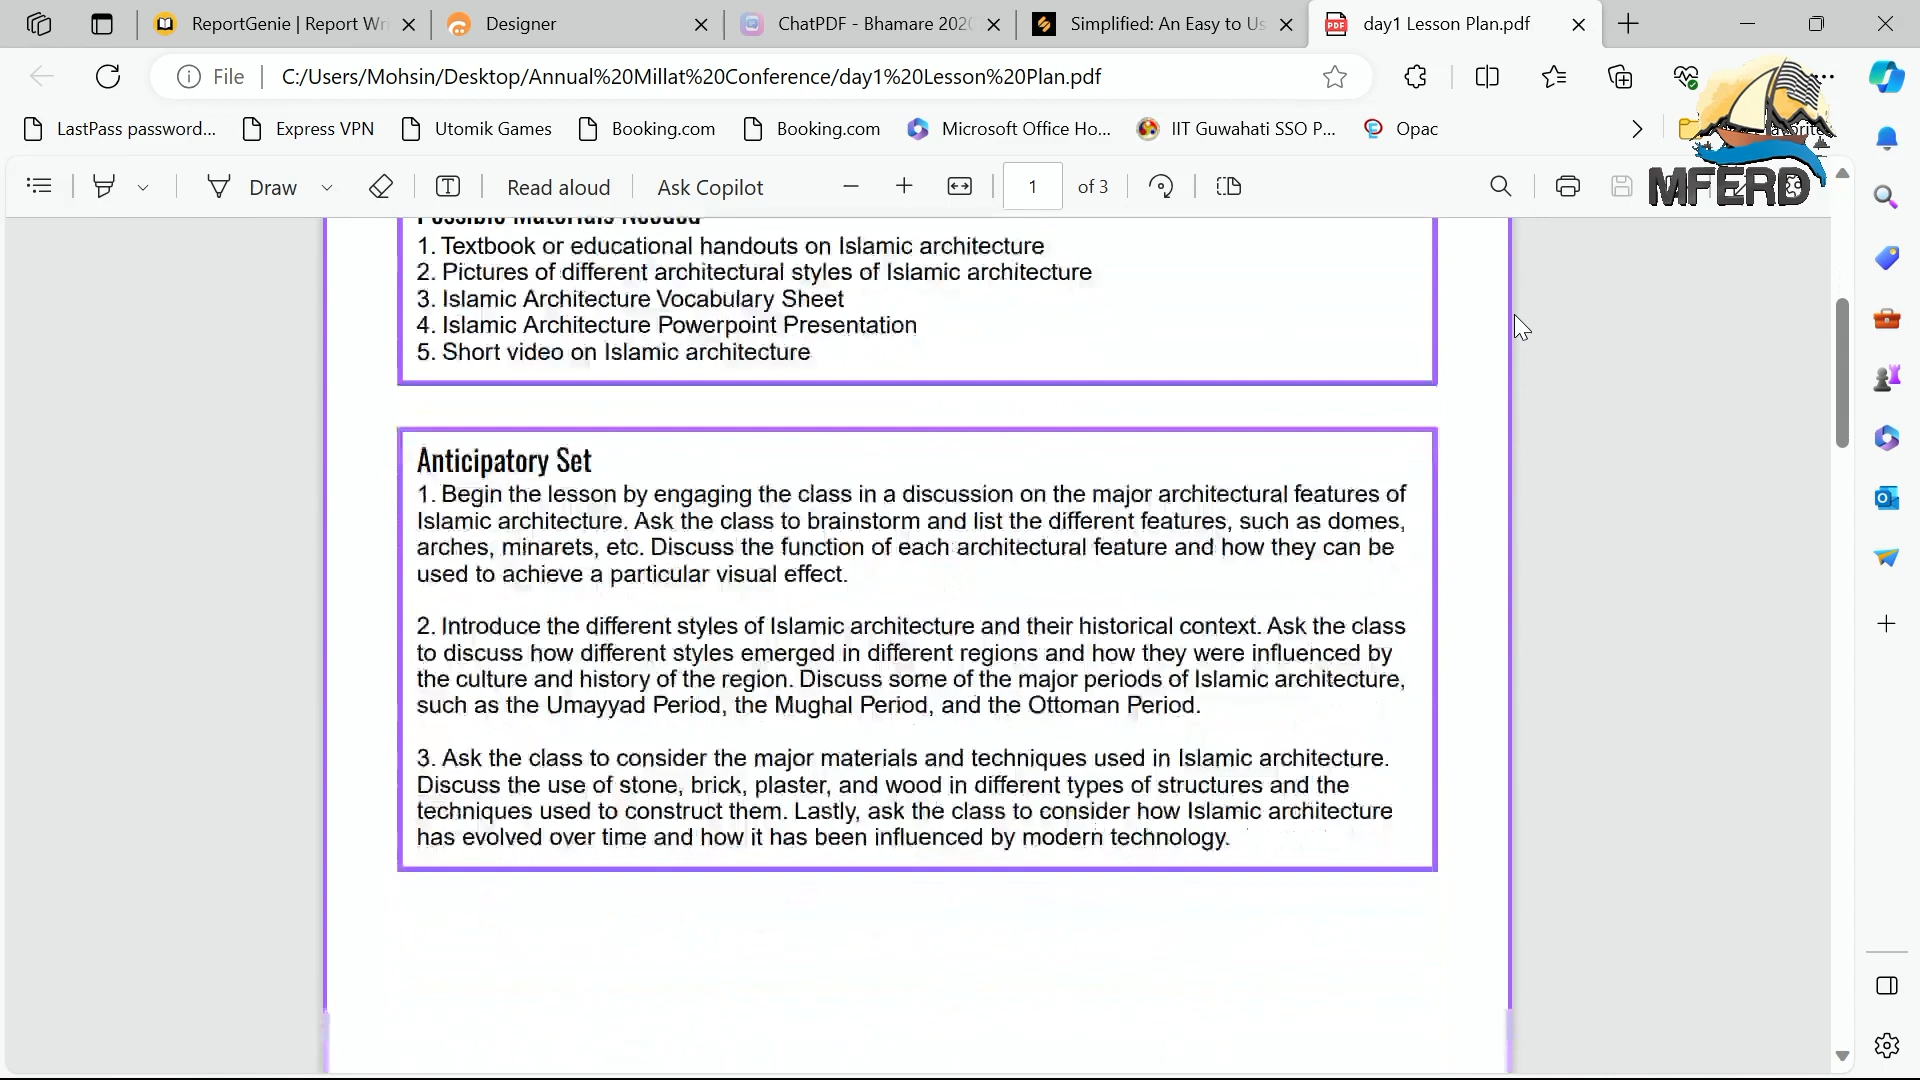 ReportGenie | Report Wri
Designer
ChatPDF - Bhamare 2020
Simplified: An Easy to Us
day1 Lesson Plan.pdf
File
C:/Users/Mohsin/Desktop/Annual%20Millat%20Conference/day1%20Lesson%20Plan.pdf
LastPass password...
Express VPN
Utomik Games
Booking.com
Booking.com
Microsoft Office Ho...
IIT Guwahati SSO P...
Opac
MFERD
Draw
Read aloud
Ask Copilot
1
of 3
Possible Materials Needed
1. Textbook or educational handouts on Islamic architecture
2. Pictures of different architectural styles of Islamic architecture
3. Islamic Architecture Vocabulary Sheet
4. Islamic Architecture Powerpoint Presentation
5. Short video on Islamic architecture
Anticipatory Set
1. Begin the lesson by engaging the class in a discussion on the major architectural features of
Islamic architecture. Ask the class to brainstorm and list the different features, such as domes,
arches, minarets, etc. Discuss the function of each architectural feature and how they can be
used to achieve a particular visual effect.
2. Introduce the different styles of Islamic architecture and their historical context. Ask the class
to discuss how different styles emerged in different regions and how they were influenced by
the culture and history of the region. Discuss some of the major periods of Islamic architecture,
such as the Umayyad Period, the Mughal Period, and the Ottoman Period.
3. Ask the class to consider the major materials and techniques used in Islamic architecture.
Discuss the use of stone, brick, plaster, and wood in different types of structures and the
techniques used to construct them. Lastly, ask the class to consider how Islamic architecture
has evolved over time and how it has been influenced by modern technology.